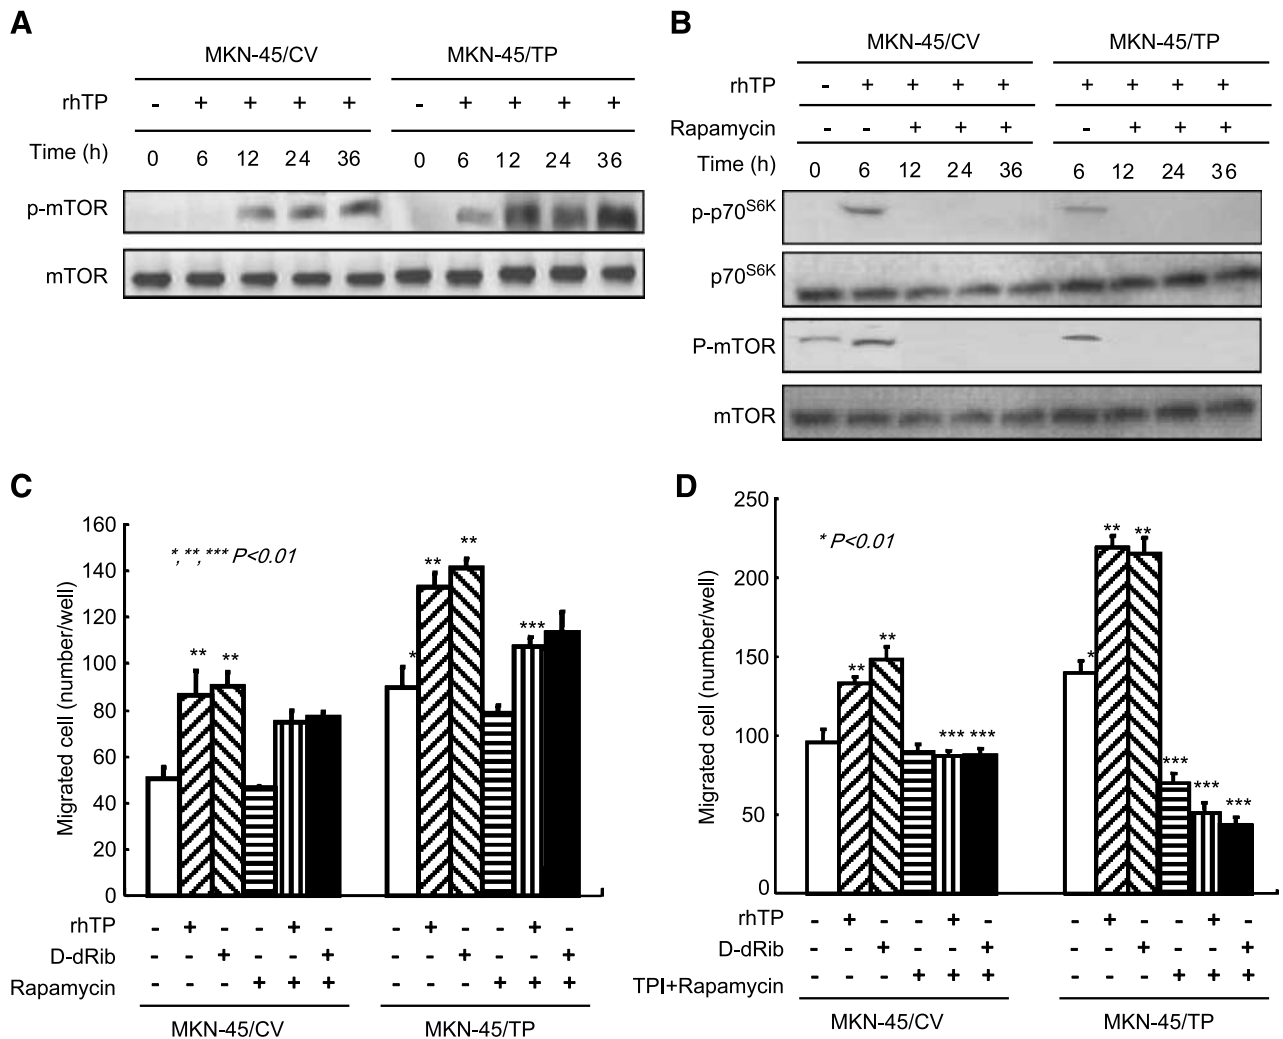 A
MKN-45/CV MKN-45/TP
rhTP - + + + + - + + + +
Time (h) 0 6 12 24 36 0 6 12 24 36
p-mTOR
mTOR
B
MKN-45/CV MKN-45/TP
rhTP - + + + + + + + +
Rapamycin - - + + + - + + +
Time (h) 0 6 12 24 36 6 12 24 36
p-p70S6K
p70S6K
P-mTOR
mTOR
C
Migrated cell (number/well)
160
140
120
100
80
60
40
20
0
*,**,*** P<0.01
** ** * ** ** ***
rhTP - + - - + - - + - - + -
D-dRib - - + - - + - - + - - +
Rapamycin - - - + + + - - - + + +
MKN-45/CV MKN-45/TP
D
Migrated cell (number/well)
250
200
150
100
50
0
* P<0.01
** ** *** *** * ** ** *** *** ***
rhTP - + - - + - - + - - + -
D-dRib - - + - - + - - + - - +
TPI+Rapamycin - - - + + + - - - + + +
MKN-45/CV MKN-45/TP